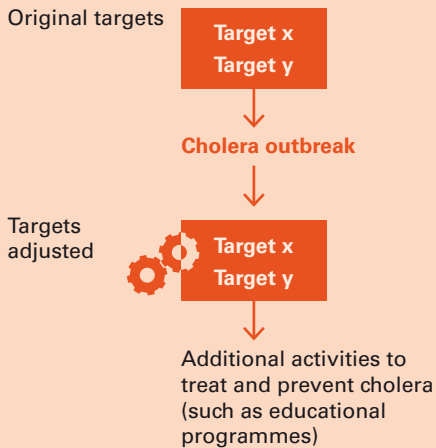 Original targets
Target x
Target y
Cholera outbreak
Targets
adjusted
Target x
Target y
Additional activities to
treat and prevent cholera
(such as educational
programmes)